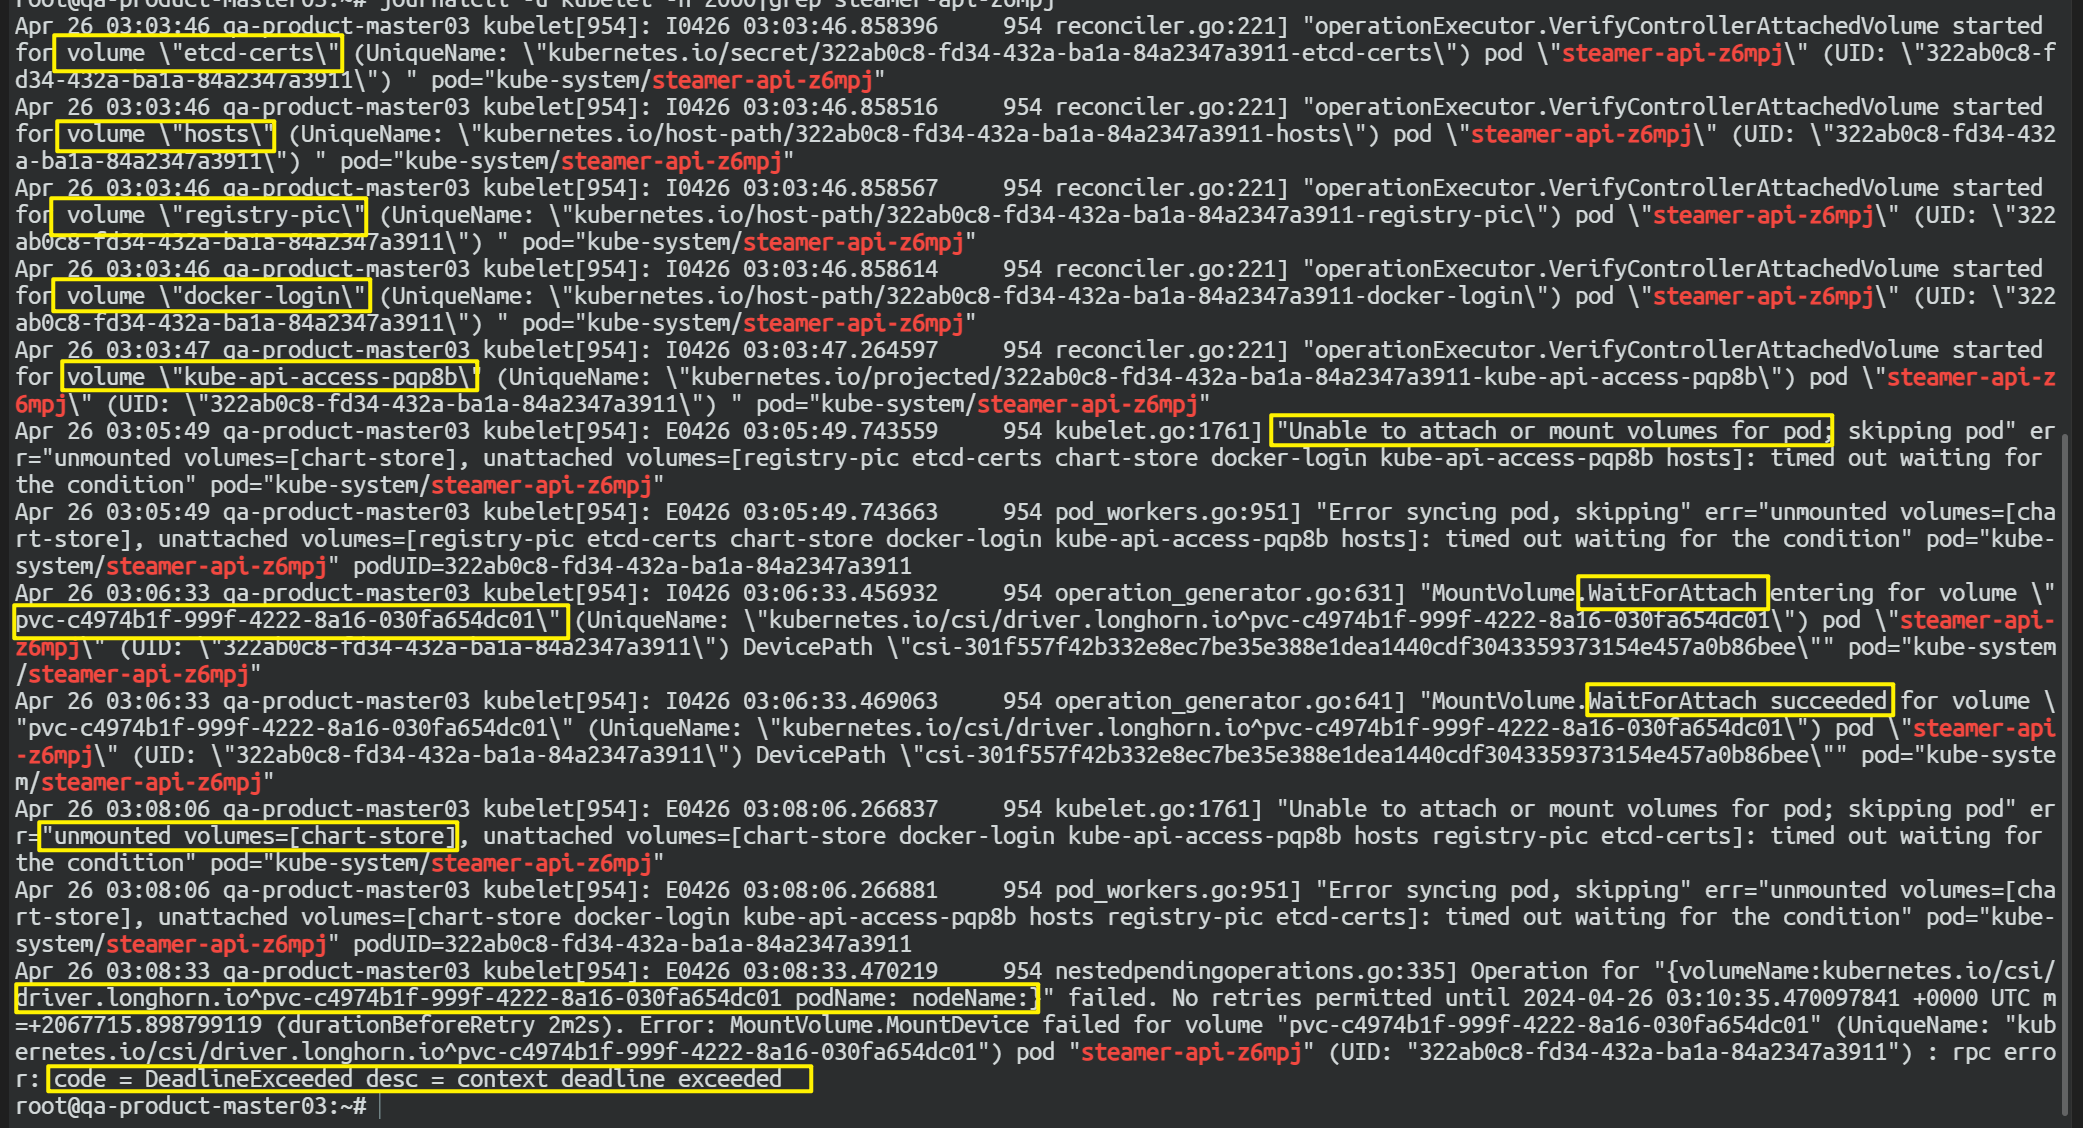 root@qa-product-master03:~# journalctl -u kubelet -n 2000|grep steamer-api-z6mpj
Apr 26 03:03:46 qa-product-master03 kubelet[954]: I0426 03:03:46.858396     954 reconciler.go:221] "operationExecutor.VerifyControllerAttachedVolume started
for volume \"etcd-certs\" (UniqueName: \"kubernetes.io/secret/322ab0c8-fd34-432a-ba1a-84a2347a3911-etcd-certs\") pod \"steamer-api-z6mpj\" (UID: \"322ab0c8-f
d34-432a-ba1a-84a2347a3911\") " pod="kube-system/steamer-api-z6mpj"
Apr 26 03:03:46 qa-product-master03 kubelet[954]: I0426 03:03:46.858516     954 reconciler.go:221] "operationExecutor.VerifyControllerAttachedVolume started
for volume \"hosts\" (UniqueName: \"kubernetes.io/host-path/322ab0c8-fd34-432a-ba1a-84a2347a3911-hosts\") pod \"steamer-api-z6mpj\" (UID: \"322ab0c8-fd34-432
a-ba1a-84a2347a3911\") " pod="kube-system/steamer-api-z6mpj"
Apr 26 03:03:46 qa-product-master03 kubelet[954]: I0426 03:03:46.858567     954 reconciler.go:221] "operationExecutor.VerifyControllerAttachedVolume started
for volume \"registry-pic\" (UniqueName: \"kubernetes.io/host-path/322ab0c8-fd34-432a-ba1a-84a2347a3911-registry-pic\") pod \"steamer-api-z6mpj\" (UID: \"322
ab0c8-fd34-432a-ba1a-84a2347a3911\") " pod="kube-system/steamer-api-z6mpj"
Apr 26 03:03:46 qa-product-master03 kubelet[954]: I0426 03:03:46.858614     954 reconciler.go:221] "operationExecutor.VerifyControllerAttachedVolume started
for volume \"docker-login\" (UniqueName: \"kubernetes.io/host-path/322ab0c8-fd34-432a-ba1a-84a2347a3911-docker-login\") pod \"steamer-api-z6mpj\" (UID: \"322
ab0c8-fd34-432a-ba1a-84a2347a3911\") " pod="kube-system/steamer-api-z6mpj"
Apr 26 03:03:47 qa-product-master03 kubelet[954]: I0426 03:03:47.264597     954 reconciler.go:221] "operationExecutor.VerifyControllerAttachedVolume started
for volume \"kube-api-access-pqp8b\" (UniqueName: \"kubernetes.io/projected/322ab0c8-fd34-432a-ba1a-84a2347a3911-kube-api-access-pqp8b\") pod \"steamer-api-z
6mpj\" (UID: \"322ab0c8-fd34-432a-ba1a-84a2347a3911\") " pod="kube-system/steamer-api-z6mpj"
Apr 26 03:05:49 qa-product-master03 kubelet[954]: E0426 03:05:49.743559     954 kubelet.go:1761] "Unable to attach or mount volumes for pod; skipping pod" er
r="unmounted volumes=[chart-store], unattached volumes=[registry-pic etcd-certs chart-store docker-login kube-api-access-pqp8b hosts]: timed out waiting for
the condition" pod="kube-system/steamer-api-z6mpj"
Apr 26 03:05:49 qa-product-master03 kubelet[954]: E0426 03:05:49.743663     954 pod_workers.go:951] "Error syncing pod, skipping" err="unmounted volumes=[cha
rt-store], unattached volumes=[registry-pic etcd-certs chart-store docker-login kube-api-access-pqp8b hosts]: timed out waiting for the condition" pod="kube-
system/steamer-api-z6mpj" podUID=322ab0c8-fd34-432a-ba1a-84a2347a3911
Apr 26 03:06:33 qa-product-master03 kubelet[954]: I0426 03:06:33.456932     954 operation_generator.go:631] "MountVolume.WaitForAttach entering for volume \"
pvc-c4974b1f-999f-4222-8a16-030fa654dc01\" (UniqueName: \"kubernetes.io/csi/driver.longhorn.io^pvc-c4974b1f-999f-4222-8a16-030fa654dc01\") pod \"steamer-api-
z6mpj\" (UID: \"322ab0c8-fd34-432a-ba1a-84a2347a3911\") DevicePath \"csi-301f557f42b332e8ec7be35e388e1dea1440cdf3043359373154e457a0b86bee\"" pod="kube-system
/steamer-api-z6mpj"
Apr 26 03:06:33 qa-product-master03 kubelet[954]: I0426 03:06:33.469063     954 operation_generator.go:641] "MountVolume.WaitForAttach succeeded for volume \
"pvc-c4974b1f-999f-4222-8a16-030fa654dc01\" (UniqueName: \"kubernetes.io/csi/driver.longhorn.io^pvc-c4974b1f-999f-4222-8a16-030fa654dc01\") pod \"steamer-api
-z6mpj\" (UID: \"322ab0c8-fd34-432a-ba1a-84a2347a3911\") DevicePath \"csi-301f557f42b332e8ec7be35e388e1dea1440cdf3043359373154e457a0b86bee\"" pod="kube-syste
m/steamer-api-z6mpj"
Apr 26 03:08:06 qa-product-master03 kubelet[954]: E0426 03:08:06.266837     954 kubelet.go:1761] "Unable to attach or mount volumes for pod; skipping pod" er
r="unmounted volumes=[chart-store], unattached volumes=[chart-store docker-login kube-api-access-pqp8b hosts registry-pic etcd-certs]: timed out waiting for
the condition" pod="kube-system/steamer-api-z6mpj"
Apr 26 03:08:06 qa-product-master03 kubelet[954]: E0426 03:08:06.266881     954 pod_workers.go:951] "Error syncing pod, skipping" err="unmounted volumes=[cha
rt-store], unattached volumes=[chart-store docker-login kube-api-access-pqp8b hosts registry-pic etcd-certs]: timed out waiting for the condition" pod="kube-
system/steamer-api-z6mpj" podUID=322ab0c8-fd34-432a-ba1a-84a2347a3911
Apr 26 03:08:33 qa-product-master03 kubelet[954]: E0426 03:08:33.470219     954 nestedpendingoperations.go:335] Operation for "{volumeName:kubernetes.io/csi/
driver.longhorn.io^pvc-c4974b1f-999f-4222-8a16-030fa654dc01 podName: nodeName:}" failed. No retries permitted until 2024-04-26 03:10:35.470097841 +0000 UTC m
=+2067715.898799119 (durationBeforeRetry 2m2s). Error: MountVolume.MountDevice failed for volume "pvc-c4974b1f-999f-4222-8a16-030fa654dc01" (UniqueName: "kub
ernetes.io/csi/driver.longhorn.io^pvc-c4974b1f-999f-4222-8a16-030fa654dc01") pod "steamer-api-z6mpj" (UID: "322ab0c8-fd34-432a-ba1a-84a2347a3911") : rpc erro
r: code = DeadlineExceeded desc = context deadline exceeded
root@qa-product-master03:~#